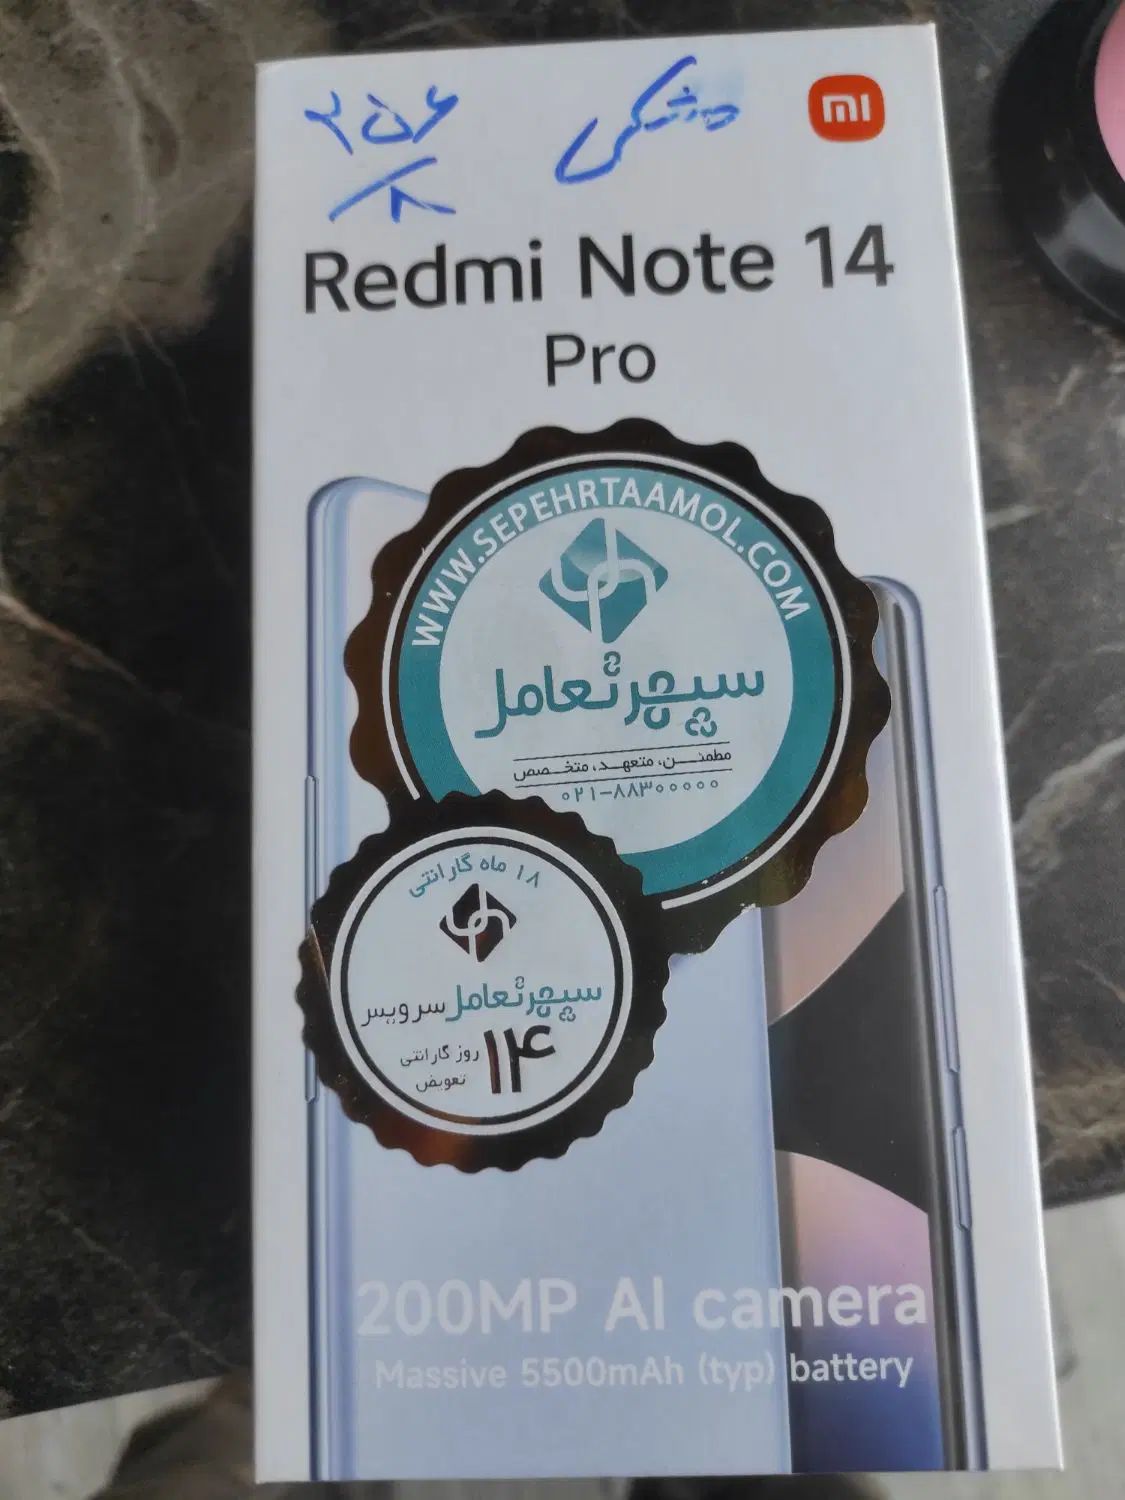 ۲۵۶
۸
مشکی
mi
Redmi Note 14
Pro
WWW.SEPEHRTAAMOL.COM
سپهر تعامل
مطمئن، متعهد، متخصص
۰۲۱-۸۸۳۰۰۰۰۰
۱۸ ماه گارانتی
سپهر تعامل سرویس
۱۴ روز گارانتی
تعویض
200MP AI camera
Massive 5500mAh (typ) battery